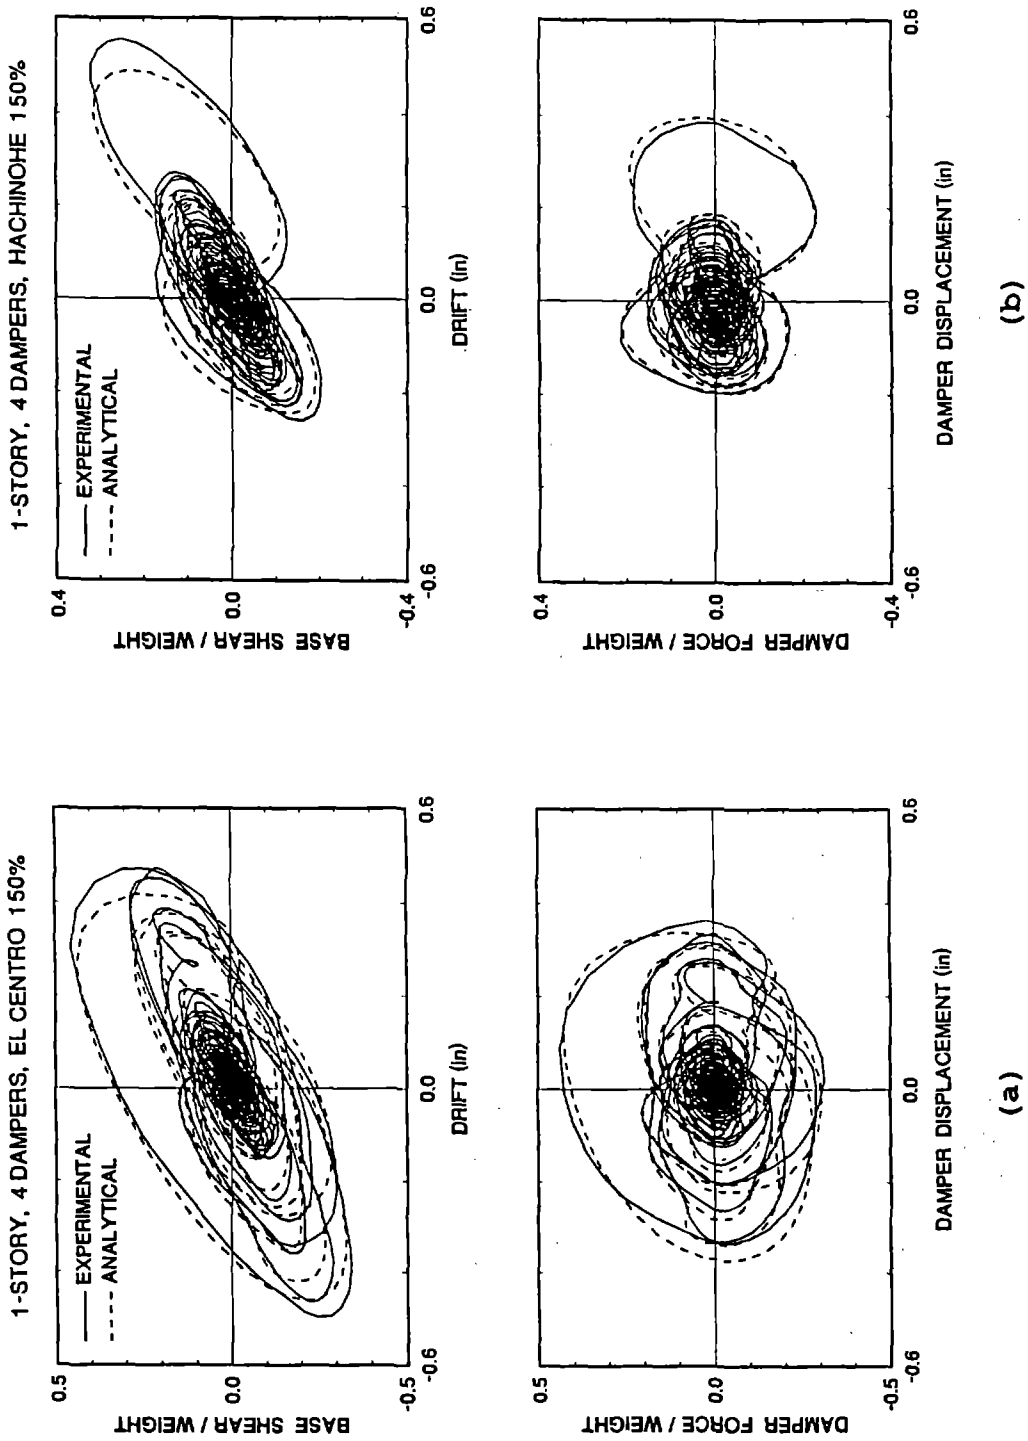 1-STORY, 4 DAMPERS, EL CENTRO 150%
EXPERIMENTAL
ANALYTICAL
BASE SHEAR / WEIGHT
0.5
0.0
-0.5
-0.6
0.0
0.6
DRIFT (in)
DAMPER FORCE / WEIGHT
0.5
0.0
-0.5
-0.6
0.0
0.6
DAMPER DISPLACEMENT (in)
(a)
1-STORY, 4 DAMPERS, HACHINOHE 150%
EXPERIMENTAL
ANALYTICAL
BASE SHEAR / WEIGHT
0.4
0.0
-0.4
-0.6
0.0
0.6
DRIFT (in)
DAMPER FORCE / WEIGHT
0.4
0.0
-0.4
-0.6
0.0
0.6
DAMPER DISPLACEMENT (in)
(b)